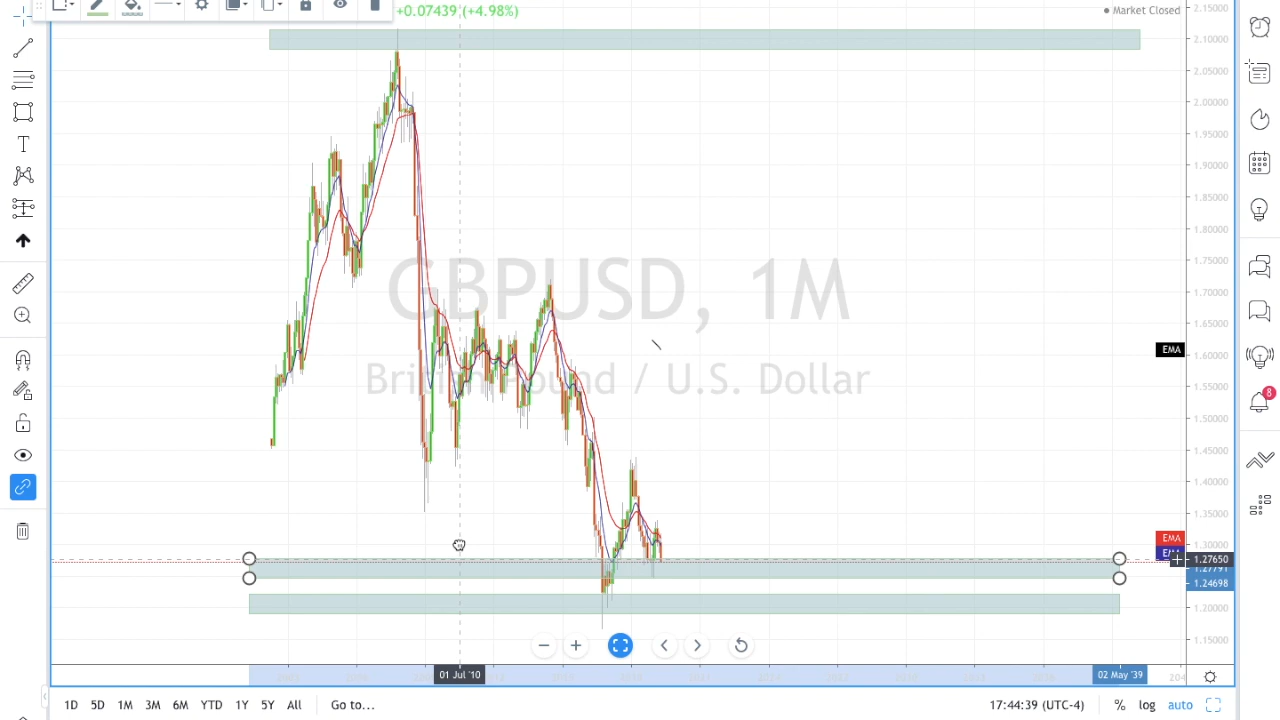 +0.07439 (+4.98%)
Market Closed
2.15000
2.10000
2.05000
2.00000
1.95000
1.90000
1.85000
1.80000
1.75000
1.70000
1.65000
1.60000
1.55000
1.50000
1.45000
1.40000
1.35000
1.30000
1.20000
1.15000
GBPUSD, 1M
British Pound / U.S. Dollar
EMA
EMA
1.27650
1.24698
01 Jul '10
02 May '39
8
T
1D 5D 1M 3M 6M YTD 1Y 5Y All Go to...
17:44:39 (UTC-4) % log auto